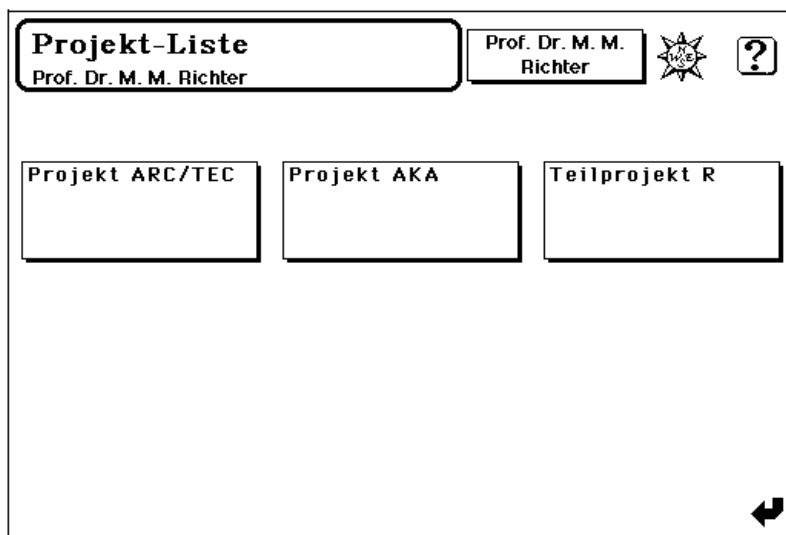 Projekt-Liste
Prof. Dr. M. M. Richter
Prof. Dr. M. M.
Richter
N
W E
S
?
Projekt ARC/TEC
Projekt AKA
Teilprojekt R